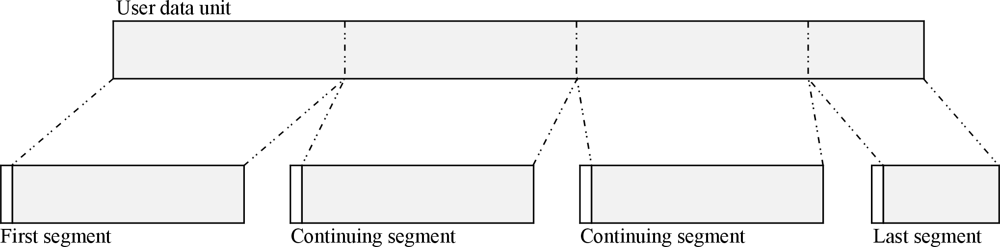 User data unit
First segment
Continuing segment
Continuing segment
Last segment